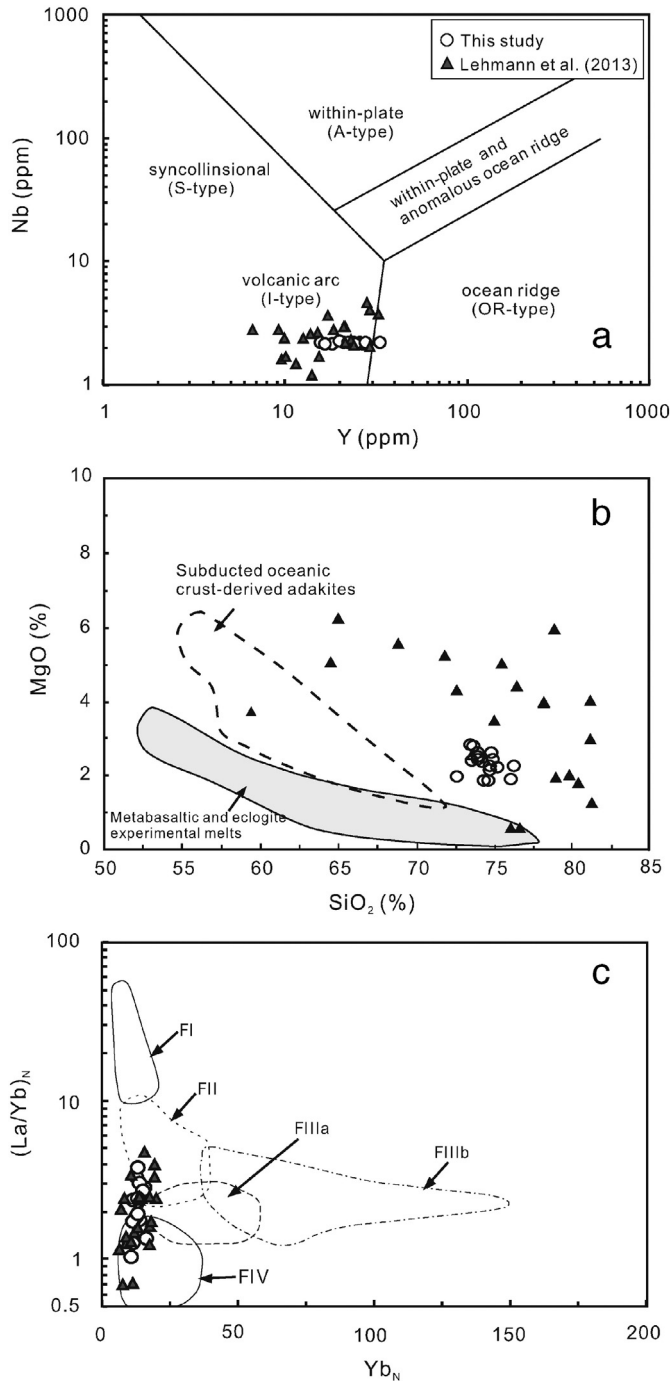 1000
This study
Lehmann et al. (2013)
within-plate
(A-type)
100
syncollinsional
(S-type)
within-plate and
anomalous ocean ridge
Nb (ppm)
10
volcanic arc
(I-type)
ocean ridge
(OR-type)
a
1
1
10
100
1000
Y (ppm)
10
b
Subducted oceanic
crust-derived adakites
8
6
MgO (%)
4
2
Metabasaltic and eclogite
experimental melts
0
50
55
60
65
70
75
80
85
SiO₂ (%)
100
c
FI
FII
10
FIIIa
FIIIb
(La/Yb)N
1
FIV
0.5
0
50
100
150
200
YbN